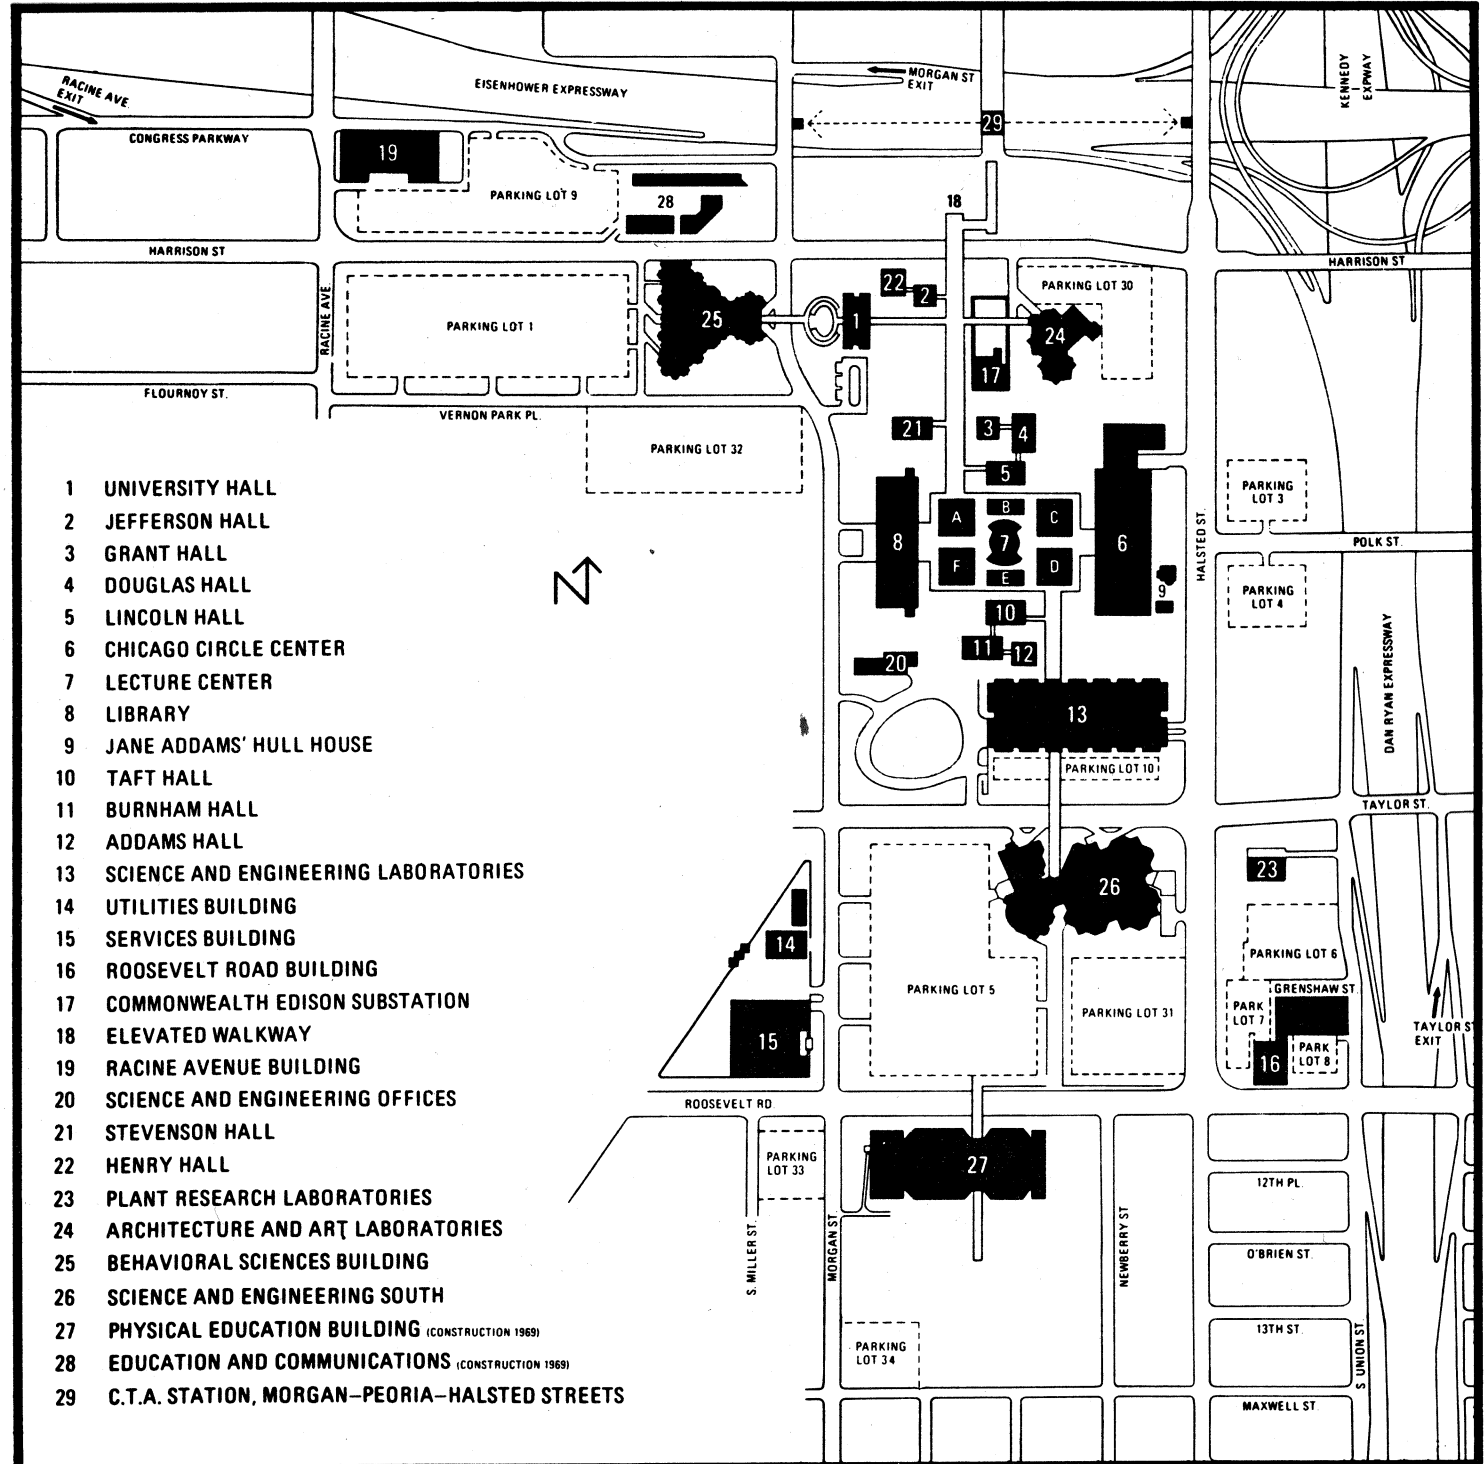 RACINE AVE.
EXIT
EISENHOWER EXPRESSWAY
MORGAN ST
EXIT
KENNEDY
EXPWAY
29
CONGRESS PARKWAY
19
PARKING LOT 9
28
18
HARRISON ST
HARRISON ST
RACINE AVE.
PARKING LOT 1
25
1
22
2
PARKING LOT 30
24
17
FLOURNOY ST.
VERNON PARK PL.
PARKING LOT 32
21
3
4
5
PARKING
LOT 3
HALSTED ST.
8
A
B
C
7
F
E
D
6
9
POLK ST.
PARKING
LOT 4
N
10
11
12
20
13
PARKING LOT 10
DAN RYAN EXPRESSWAY
TAYLOR ST.
23
26
14
15
PARKING LOT 5
PARKING LOT 31
PARKING LOT 6
GRENSHAW ST.
PARK
LOT 7
PARK
LOT 8
16
TAYLOR ST
EXIT
ROOSEVELT RD
PARKING
LOT 33
27
S. MILLER ST.
MORGAN ST.
NEWBERRY ST
12TH PL.
O'BRIEN ST.
13TH ST.
S UNION ST.
PARKING
LOT 34
MAXWELL ST.
1 UNIVERSITY HALL
2 JEFFERSON HALL
3 GRANT HALL
4 DOUGLAS HALL
5 LINCOLN HALL
6 CHICAGO CIRCLE CENTER
7 LECTURE CENTER
8 LIBRARY
9 JANE ADDAMS' HULL HOUSE
10 TAFT HALL
11 BURNHAM HALL
12 ADDAMS HALL
13 SCIENCE AND ENGINEERING LABORATORIES
14 UTILITIES BUILDING
15 SERVICES BUILDING
16 ROOSEVELT ROAD BUILDING
17 COMMONWEALTH EDISON SUBSTATION
18 ELEVATED WALKWAY
19 RACINE AVENUE BUILDING
20 SCIENCE AND ENGINEERING OFFICES
21 STEVENSON HALL
22 HENRY HALL
23 PLANT RESEARCH LABORATORIES
24 ARCHITECTURE AND ART LABORATORIES
25 BEHAVIORAL SCIENCES BUILDING
26 SCIENCE AND ENGINEERING SOUTH
27 PHYSICAL EDUCATION BUILDING (CONSTRUCTION 1969)
28 EDUCATION AND COMMUNICATIONS (CONSTRUCTION 1969)
29 C.T.A. STATION, MORGAN–PEORIA–HALSTED STREETS